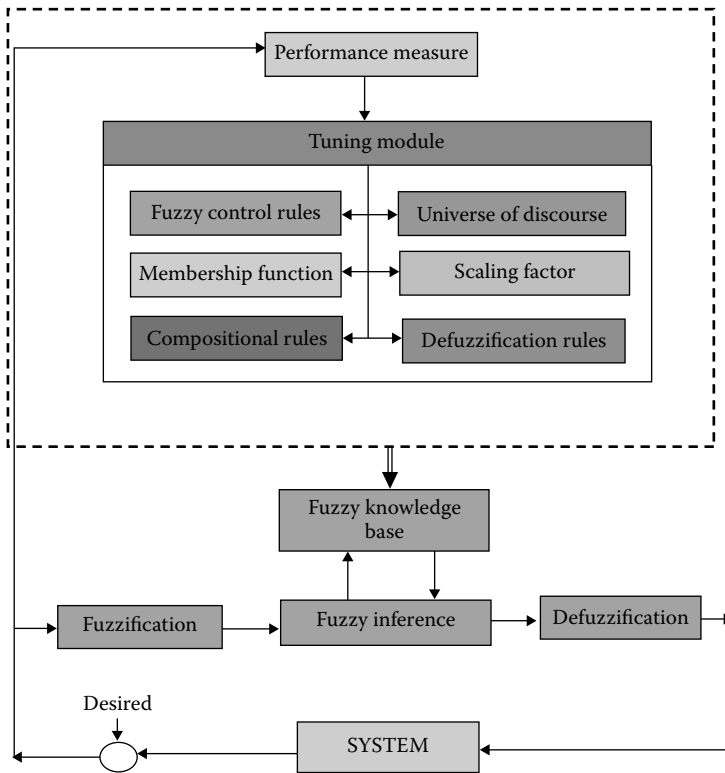 Performance measure
Tuning module
Fuzzy control rules
Universe of discourse
Membership function
Scaling factor
Compositional rules
Defuzzification rules
Fuzzy knowledge
base
Fuzzification
Fuzzy inference
Defuzzification
Desired
SYSTEM